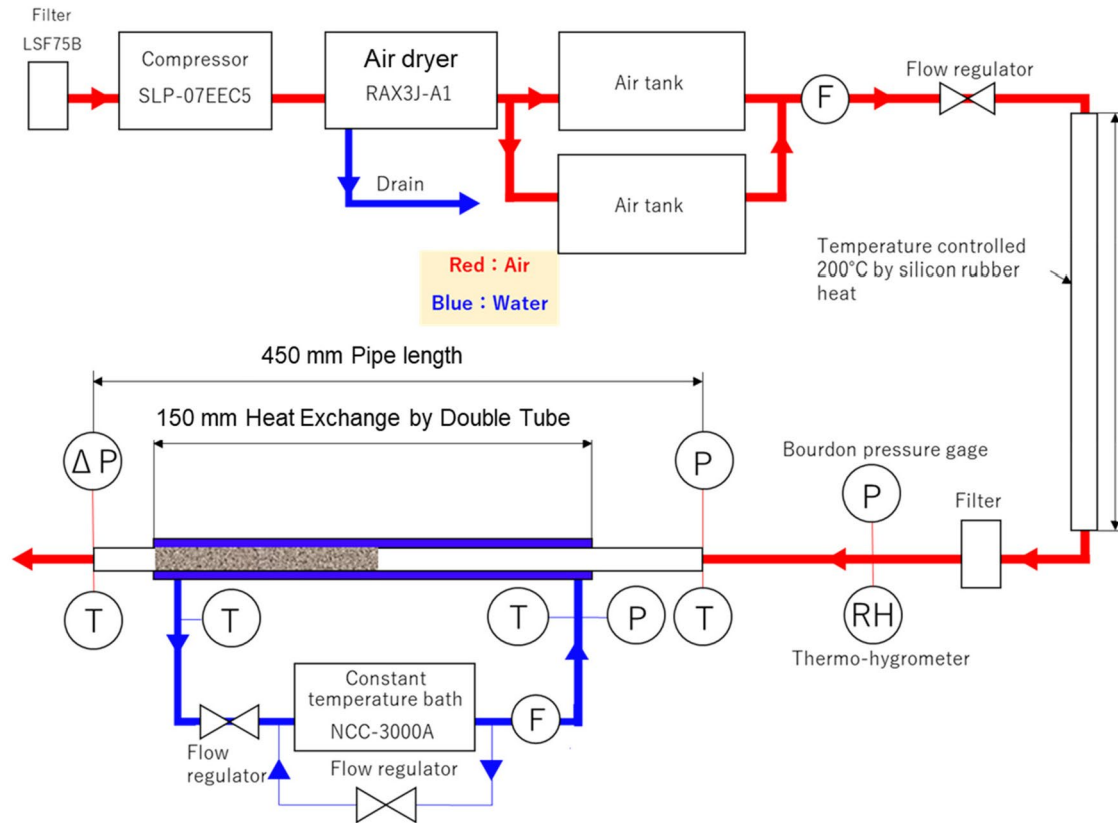 Filter
LSF75B
Compressor
SLP-07EEC5
Air dryer
RAX3J-A1
Air tank
Air tank
F
Flow regulator
Drain
Red：Air
Blue：Water
Temperature controlled
200°C by silicon rubber
heat
450 mm Pipe length
150 mm Heat Exchange by Double Tube
ΔP
P
Bourdon pressure gage
P
Filter
T
T
T
P
T
RH
Thermo-hygrometer
Constant
temperature bath
NCC-3000A
F
Flow
regulator
Flow regulator